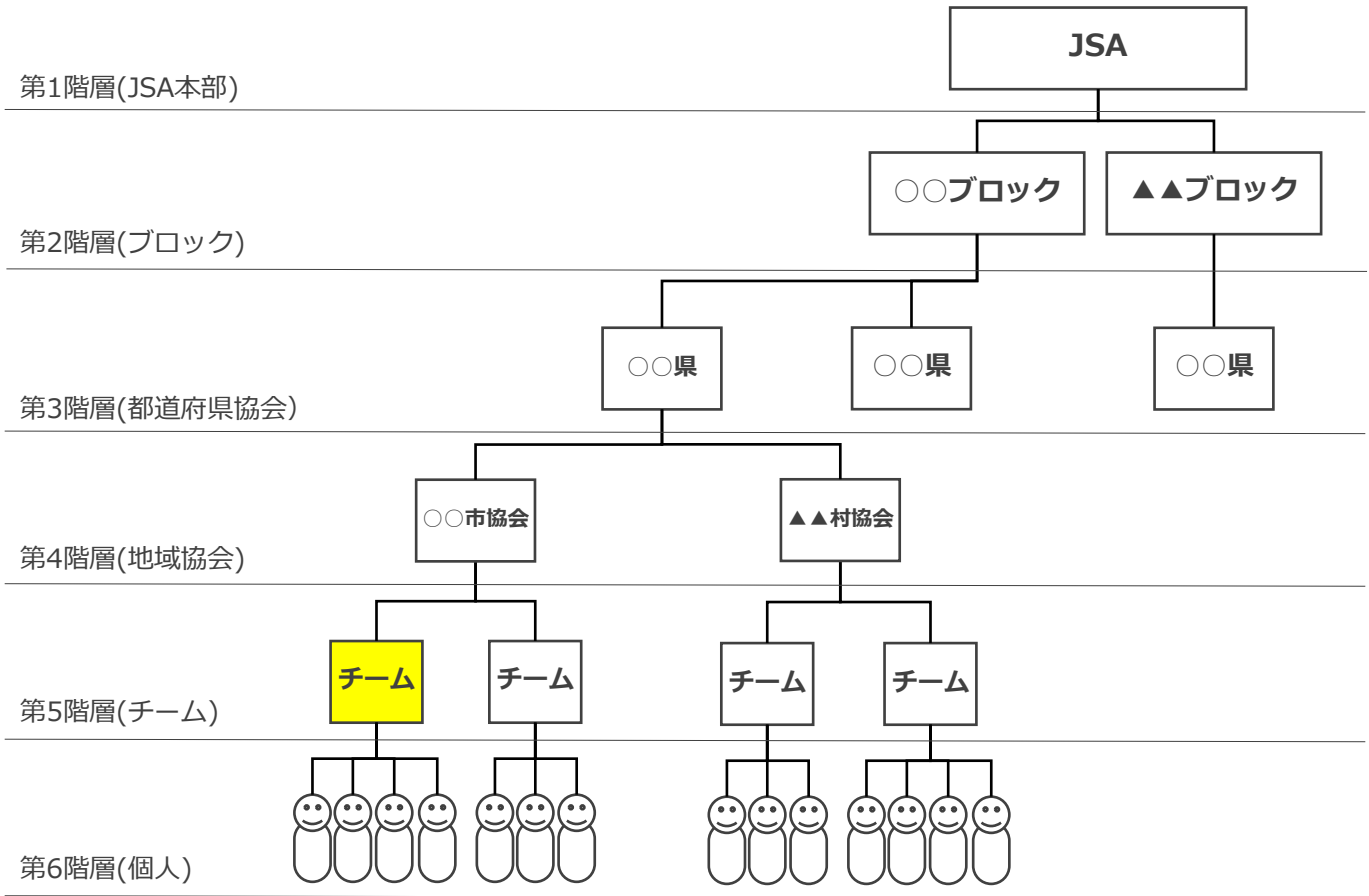 JSA
第1階層(JSA本部)
○○ブロック
▲▲ブロック
第2階層(ブロック)
○○県
○○県
○○県
第3階層(都道府県協会）
○○市協会
▲▲村協会
第4階層(地域協会)
チーム
チーム
チーム
チーム
第5階層(チーム)
第6階層(個人)